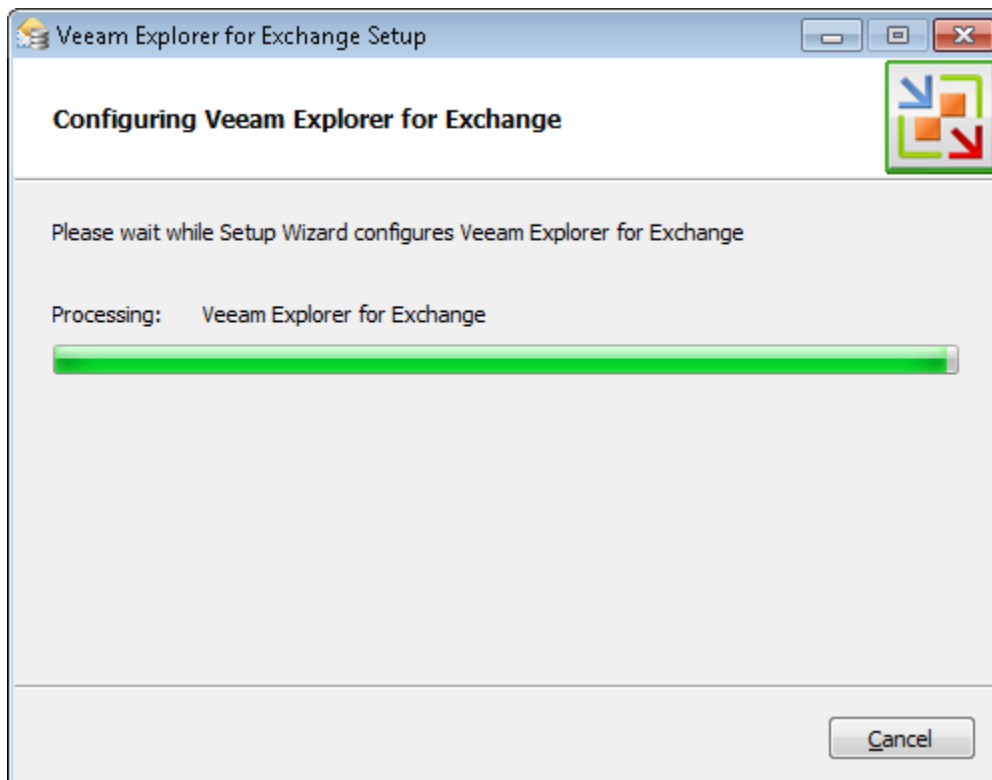 Veeam Explorer for Exchange Setup
Configuring Veeam Explorer for Exchange
Please wait while Setup Wizard configures Veeam Explorer for Exchange
Processing: Veeam Explorer for Exchange
Cancel